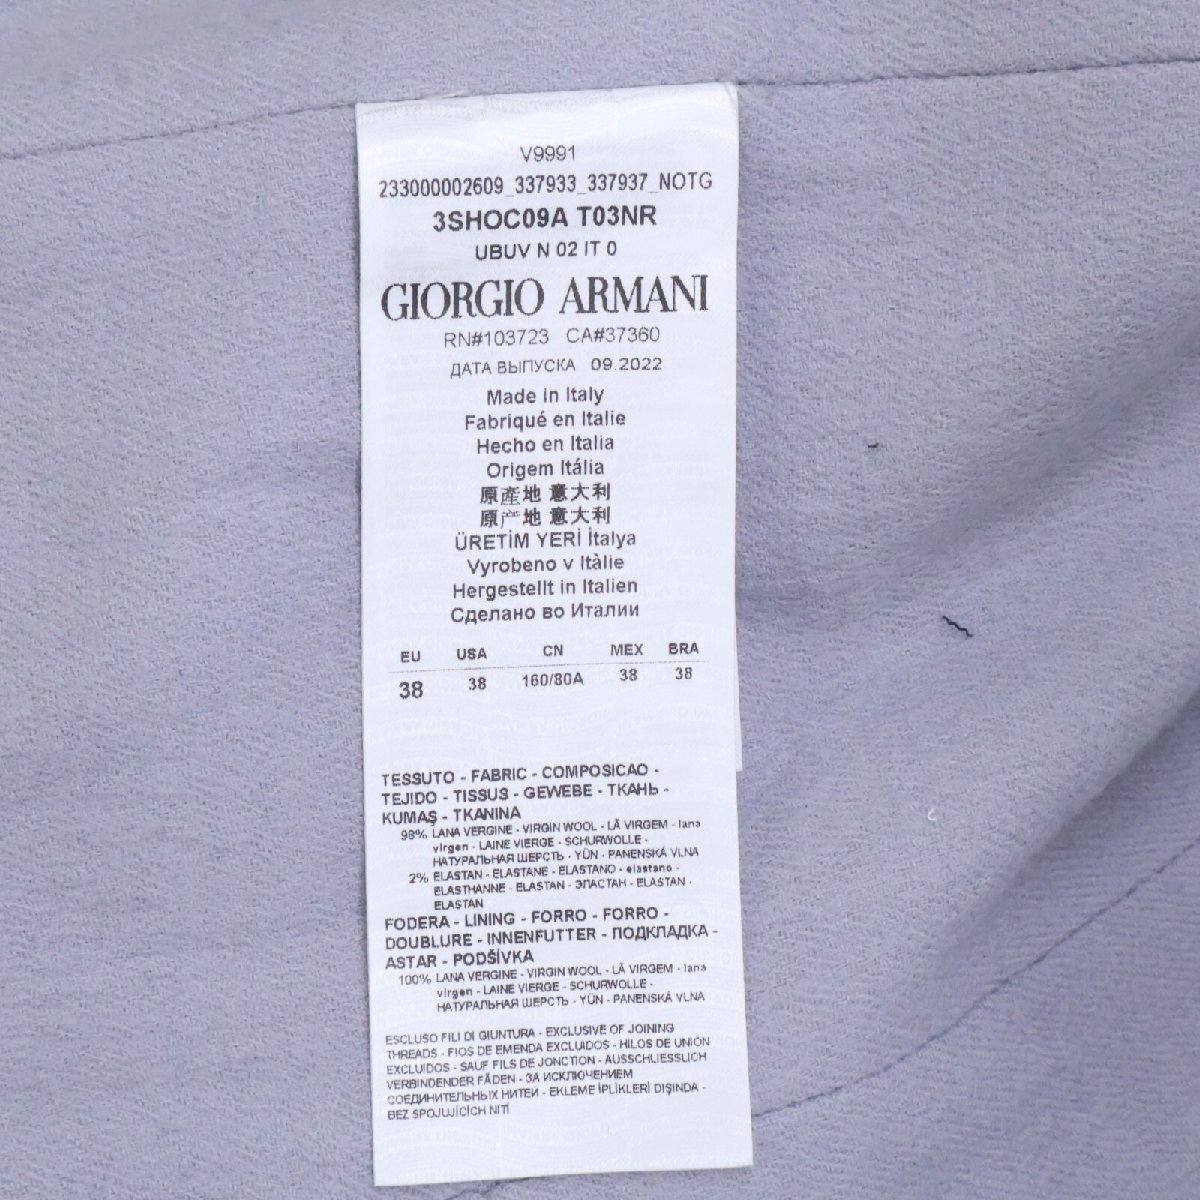 V9991
233000002609_337933_337937_NOTG
3SHOC09A T03NR
UBUV N 02 IT 0
GIORGIO ARMANI
RN#103723 CA#37360
ДАТА ВЫПУСКА 09.2022
Made in Italy
Fabriqué en Italie
Hecho en Italia
Origem Itália
原產地 意大利
原产地 意大利
ÜRETİM YERİ İtalya
Vyrobeno v Itàlie
Hergestellt in Italien
Сделано во Италии
EU USA CN MEX BRA
38 38 160/80A 38 38
TESSUTO - FABRIC - COMPOSICAO -
TEJIDO - TISSUS - GEWEBE - ТКАНЬ -
KUMAŞ - TKANINA
98% LANA VERGINE - VIRGIN WOOL - LÃ VIRGEM - lana
virgen - LAINE VIERGE - SCHURWOLLE -
НАТУРАЛЬНАЯ ШЕРСТЬ - YÜN - PANENSKÁ VLNA
2% ELASTAN - ELASTANE - ELASTANO - elastano -
ELASTHANNE - ELASTAN - ЭЛАСТАН - ELASTAN -
ELASTAN
FODERA - LINING - FORRO - FORRO -
DOUBLURE - INNENFUTTER - ПОДКЛАДКА -
ASTAR - PODŠÍVKA
100% LANA VERGINE - VIRGIN WOOL - LÃ VIRGEM - lana
virgen - LAINE VIERGE - SCHURWOLLE -
НАТУРАЛЬНАЯ ШЕРСТЬ - YÜN - PANENSKÁ VLNA
ESCLUSO FILI DI GIUNTURA - EXCLUSIVE OF JOINING
THREADS - FIOS DE EMENDA EXCLUIDOS - HILOS DE UNIÓN
EXCLUIDOS - SAUF FILS DE JONCTION - AUSSCHLIESSLICH
VERBINDENDER FÄDEN - ЗА ИСКЛЮЧЕНИЕМ
СОЕДИНИТЕЛЬНЫХ НИТЕЙ - EKLEME İPLİKLERİ DIŞINDA -
BEZ SPOJUJÍCICH NITÍ